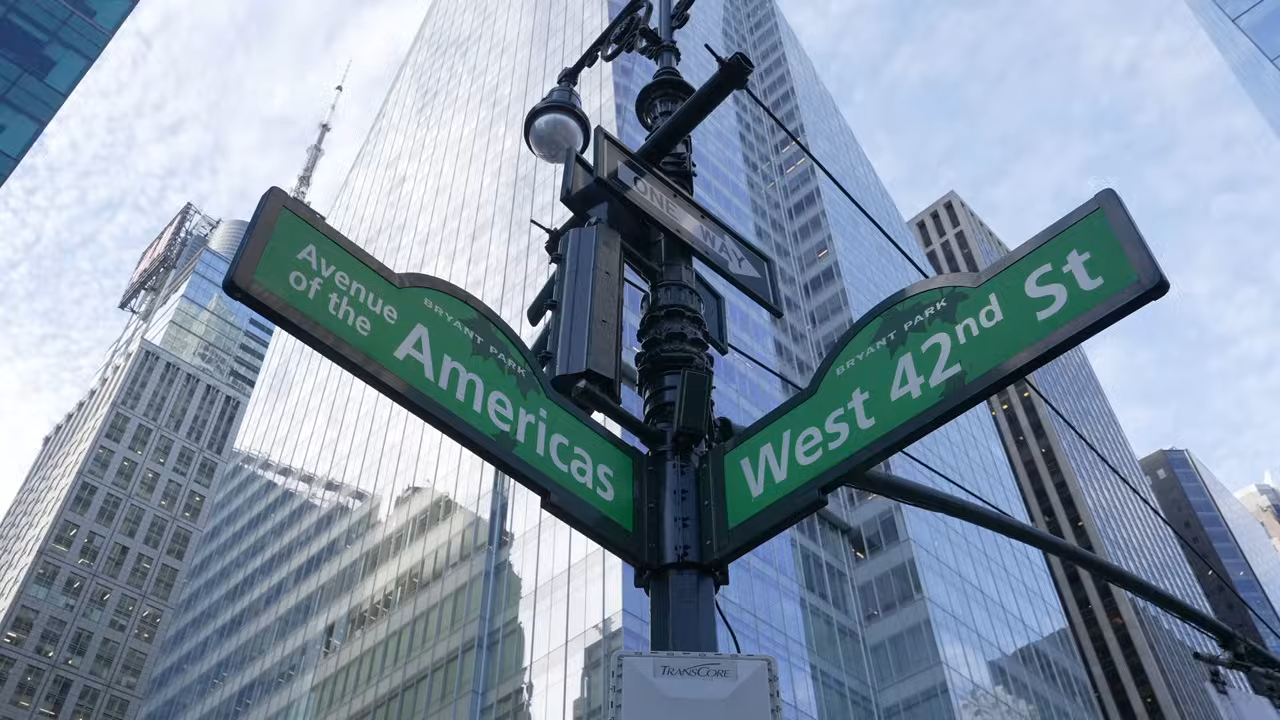 ONE WAY
Avenue
of the
Americas
BRYANT PARK
BRYANT PARK
West 42nd St
TRANSCORE